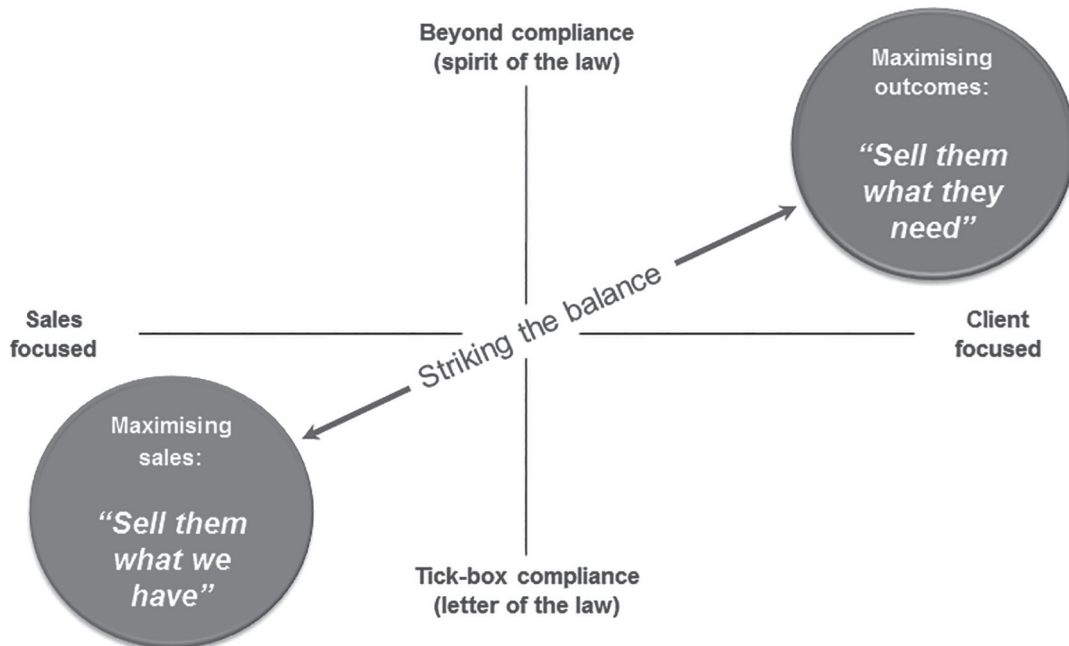 Beyond compliance
(spirit of the law)
Maximising
outcomes:
“Sell them
what they
need”
Sales
focused
Striking the balance
Client
focused
Maximising
sales:
“Sell them
what we
have”
Tick-box compliance
(letter of the law)